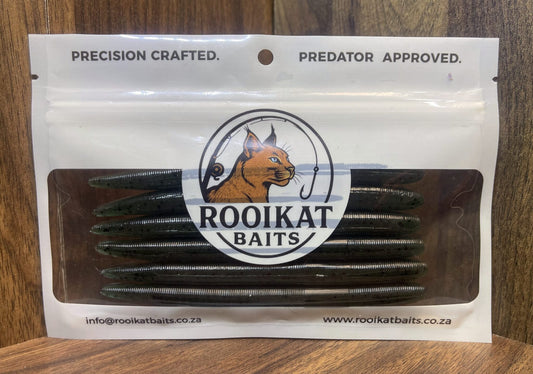 PRECISION CRAFTED. PREDATOR APPROVED.
ROOIKAT
BAITS
info@rooikatbaits.co.za www.rooikatbaits.co.za